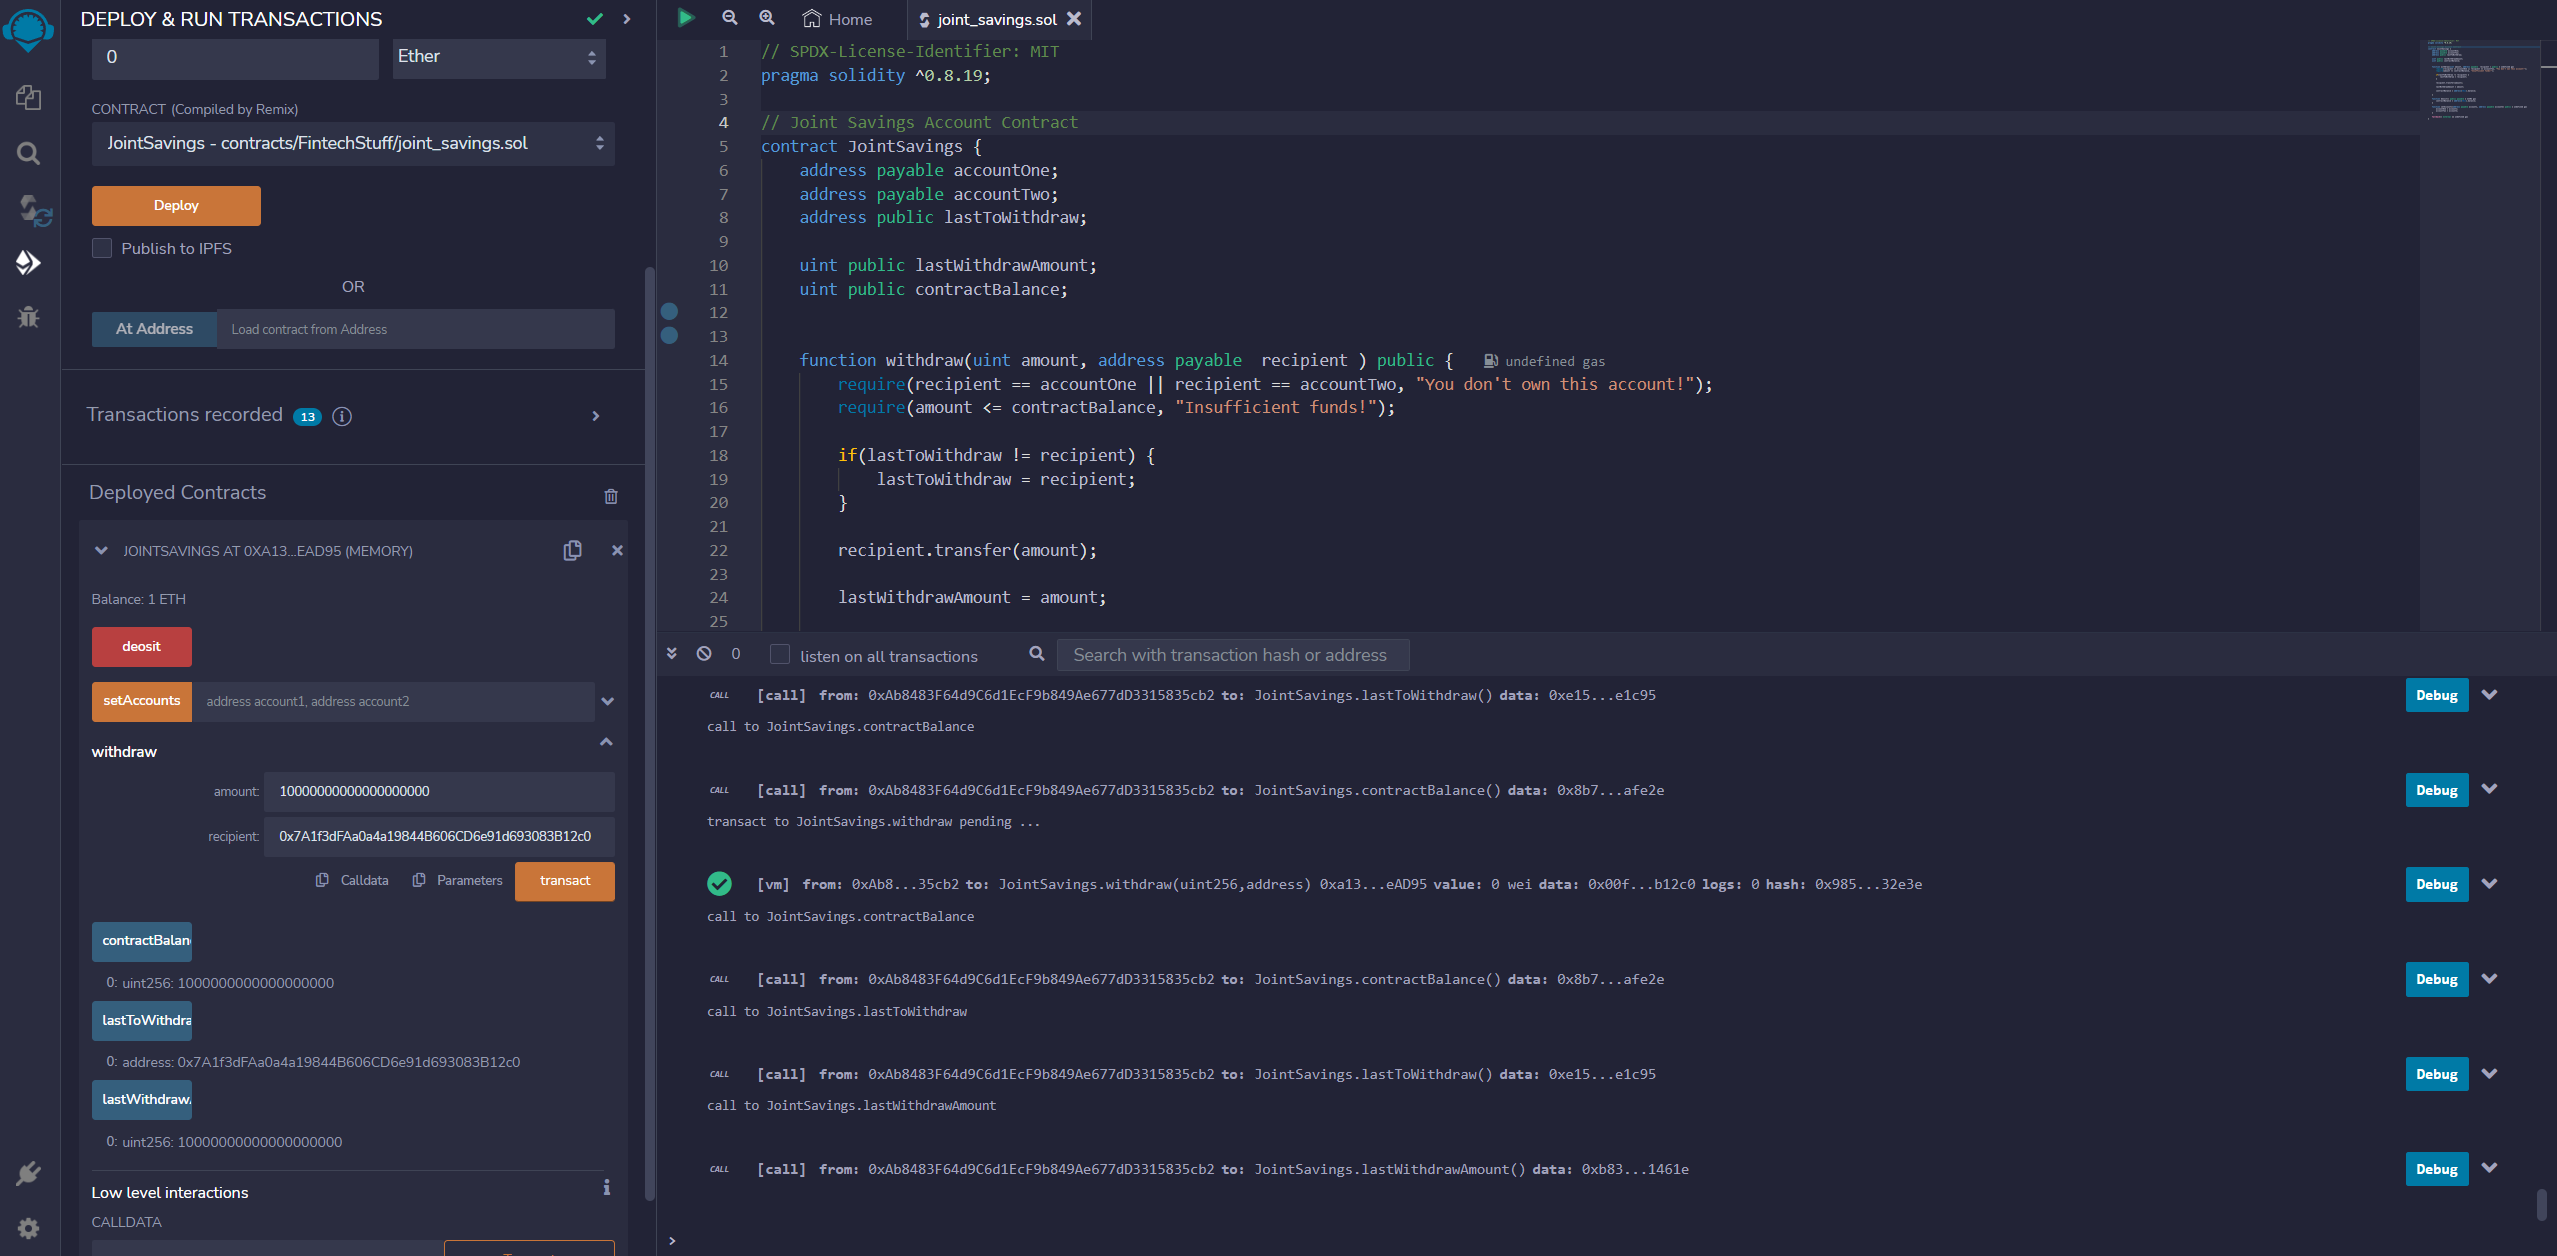 DEPLOY & RUN TRANSACTIONS
0
Ether
CONTRACT (Compiled by Remix)
JointSavings - contracts/FintechStuff/joint_savings.sol
Deploy
Publish to IPFS
OR
At Address
Load contract from Address
Transactions recorded 13
Deployed Contracts
JOINTSAVINGS AT 0XA13...EAD95 (MEMORY)
Balance: 1 ETH
deosit
setAccounts address account1, address account2
withdraw
amount: 10000000000000000000
recipient: 0x7A1f3dFAa0a4a19844B606CD6e91d693083B12c0
Calldata Parameters transact
contractBalan
0: uint256: 1000000000000000000
lastToWithdra
0: address: 0x7A1f3dFAa0a4a19844B606CD6e91d693083B12c0
lastWithdraw
0: uint256: 10000000000000000000
Low level interactions
CALLDATA
Home
joint_savings.sol
1 // SPDX-License-Identifier: MIT
2 pragma solidity ^0.8.19;
3
4 // Joint Savings Account Contract
5 contract JointSavings {
6 address payable accountOne;
7 address payable accountTwo;
8 address public lastToWithdraw;
9
10 uint public lastWithdrawAmount;
11 uint public contractBalance;
12
13
14 function withdraw(uint amount, address payable  recipient ) public { undefined gas
15 require(recipient == accountOne || recipient == accountTwo, "You don't own this account!");
16 require(amount <= contractBalance, "Insufficient funds!");
17
18 if(lastToWithdraw != recipient) {
19 lastToWithdraw = recipient;
20 }
21
22 recipient.transfer(amount);
23
24 lastWithdrawAmount = amount;
25
0 listen on all transactions Search with transaction hash or address
CALL [call] from: 0xAb8483F64d9C6d1EcF9b849Ae677dD3315835cb2 to: JointSavings.lastToWithdraw() data: 0xe15...e1c95 Debug
call to JointSavings.contractBalance
CALL [call] from: 0xAb8483F64d9C6d1EcF9b849Ae677dD3315835cb2 to: JointSavings.contractBalance() data: 0x8b7...afe2e Debug
transact to JointSavings.withdraw pending ...
[vm] from: 0xAb8...35cb2 to: JointSavings.withdraw(uint256,address) 0xa13...eAD95 value: 0 wei data: 0x00f...b12c0 logs: 0 hash: 0x985...32e3e Debug
call to JointSavings.contractBalance
CALL [call] from: 0xAb8483F64d9C6d1EcF9b849Ae677dD3315835cb2 to: JointSavings.contractBalance() data: 0x8b7...afe2e Debug
call to JointSavings.lastToWithdraw
CALL [call] from: 0xAb8483F64d9C6d1EcF9b849Ae677dD3315835cb2 to: JointSavings.lastToWithdraw() data: 0xe15...e1c95 Debug
call to JointSavings.lastWithdrawAmount
CALL [call] from: 0xAb8483F64d9C6d1EcF9b849Ae677dD3315835cb2 to: JointSavings.lastWithdrawAmount() data: 0xb83...1461e Debug
>